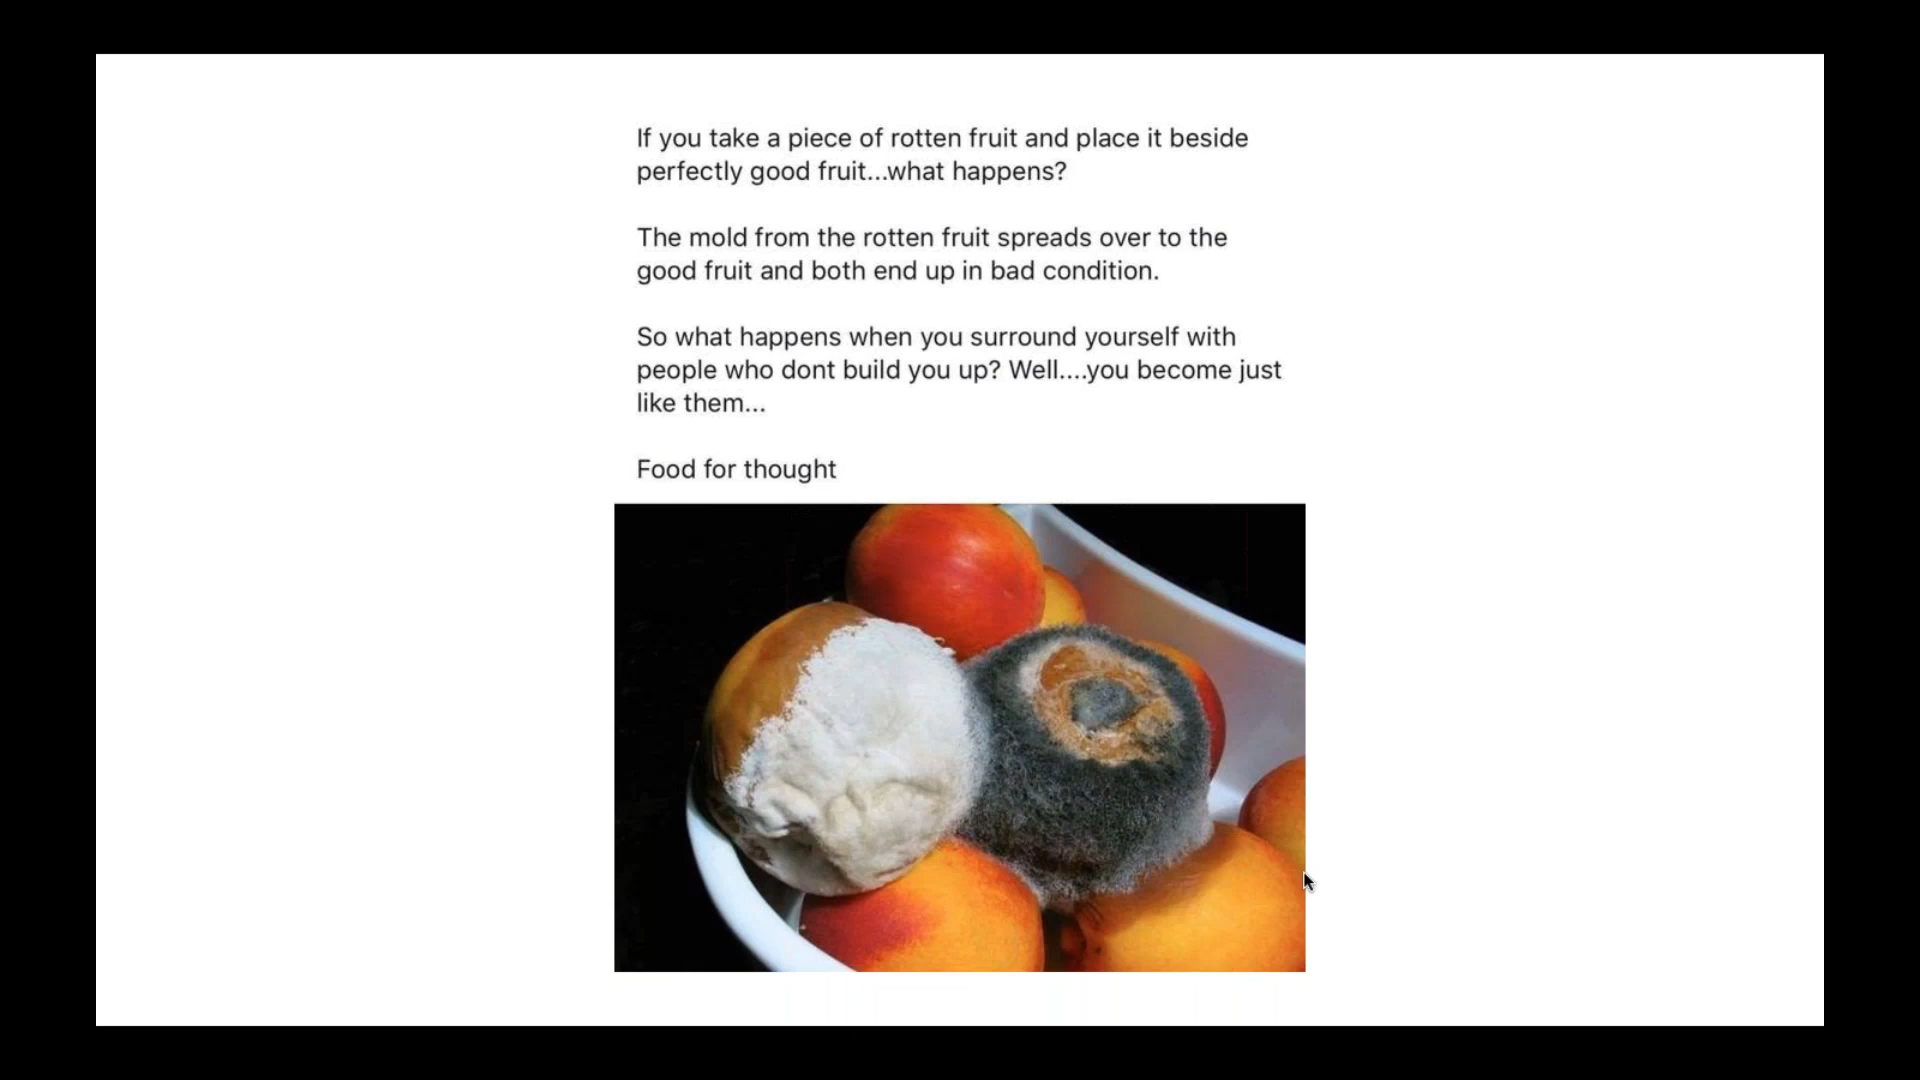 If you take a piece of rotten fruit and place it beside
perfectly good fruit...what happens?
The mold from the rotten fruit spreads over to the
good fruit and both end up in bad condition.
So what happens when you surround yourself with
people who dont build you up? Well....you become just
like them...
Food for thought